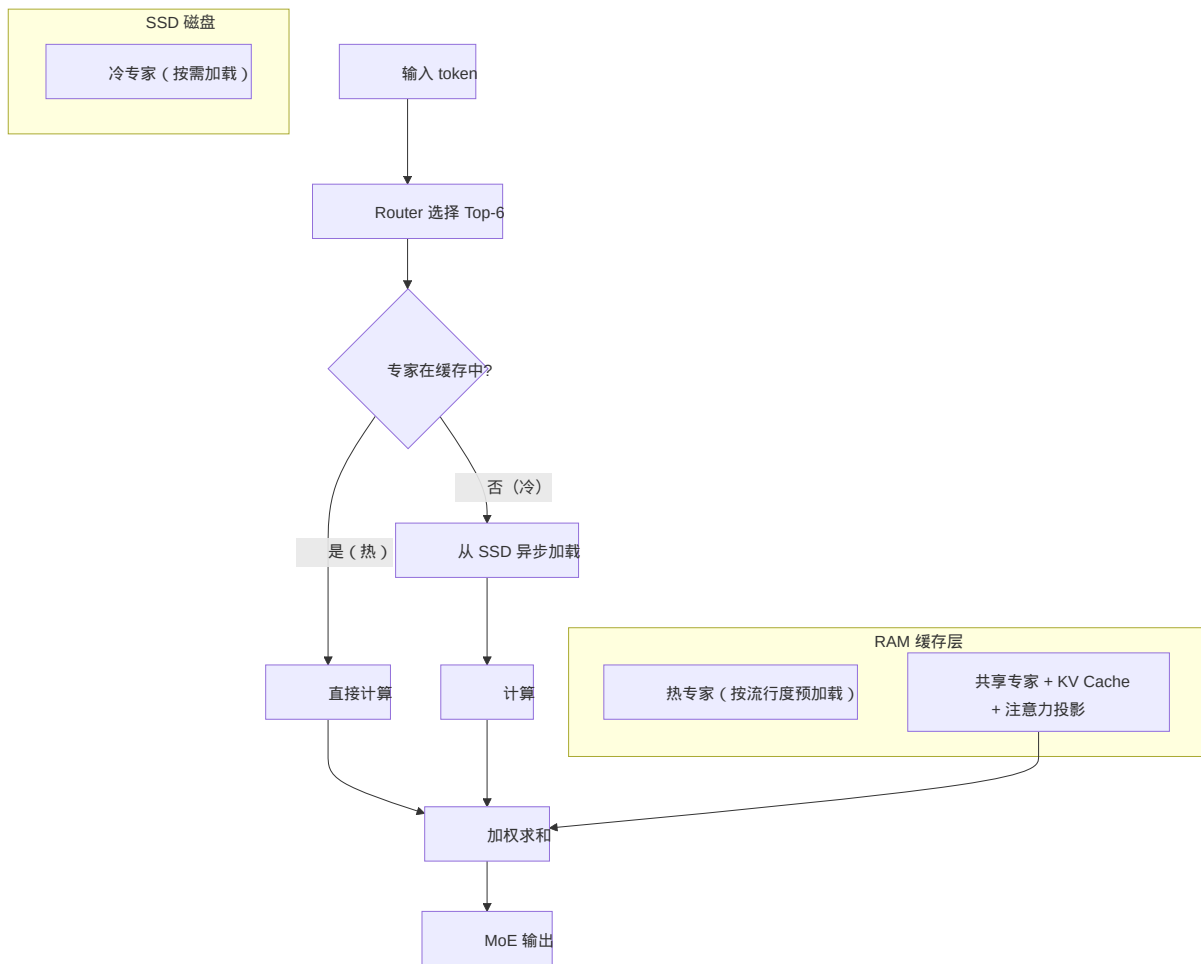 SSD 磁盘
冷专家（按需加载）
输入 token
Router 选择 Top-6
专家在缓存中?
否（冷）
是（热）
从 SSD 异步加载
RAM 缓存层
热专家（按流行度预加载）
共享专家 + KV Cache
+ 注意力投影
直接计算
计算
加权求和
MoE 输出